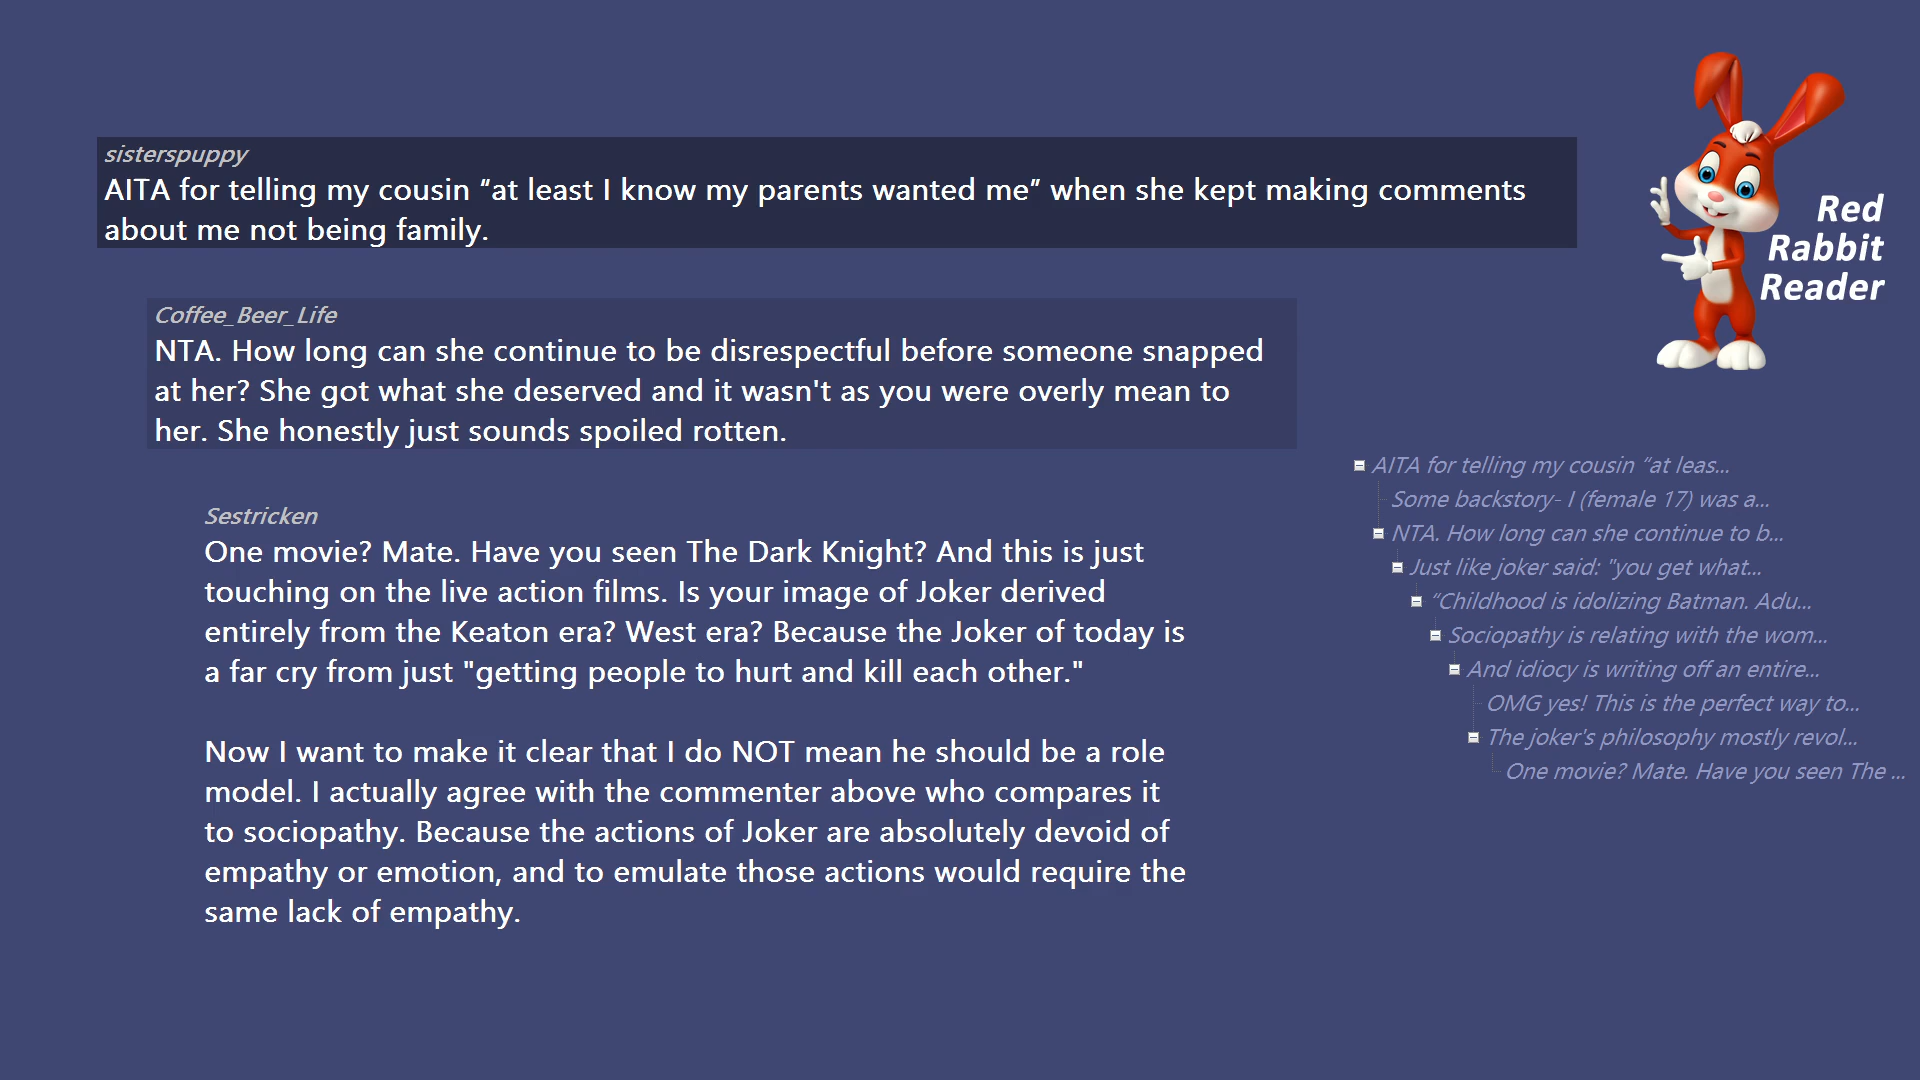 sisterspuppy
AITA for telling my cousin “at least I know my parents wanted me” when she kept making comments
about me not being family.
Coffee_Beer_Life
NTA. How long can she continue to be disrespectful before someone snapped
at her? She got what she deserved and it wasn't as you were overly mean to
her. She honestly just sounds spoiled rotten.
Sestricken
One movie? Mate. Have you seen The Dark Knight? And this is just
touching on the live action films. Is your image of Joker derived
entirely from the Keaton era? West era? Because the Joker of today is
a far cry from just "getting people to hurt and kill each other."
Now I want to make it clear that I do NOT mean he should be a role
model. I actually agree with the commenter above who compares it
to sociopathy. Because the actions of Joker are absolutely devoid of
empathy or emotion, and to emulate those actions would require the
same lack of empathy.
Red
Rabbit
Reader
AITA for telling my cousin “at leas...
Some backstory- I (female 17) was a...
NTA. How long can she continue to b...
Just like joker said: "you get what...
“Childhood is idolizing Batman. Adu...
Sociopathy is relating with the wom...
And idiocy is writing off an entire...
OMG yes! This is the perfect way to...
The joker's philosophy mostly revol...
One movie? Mate. Have you seen The ...